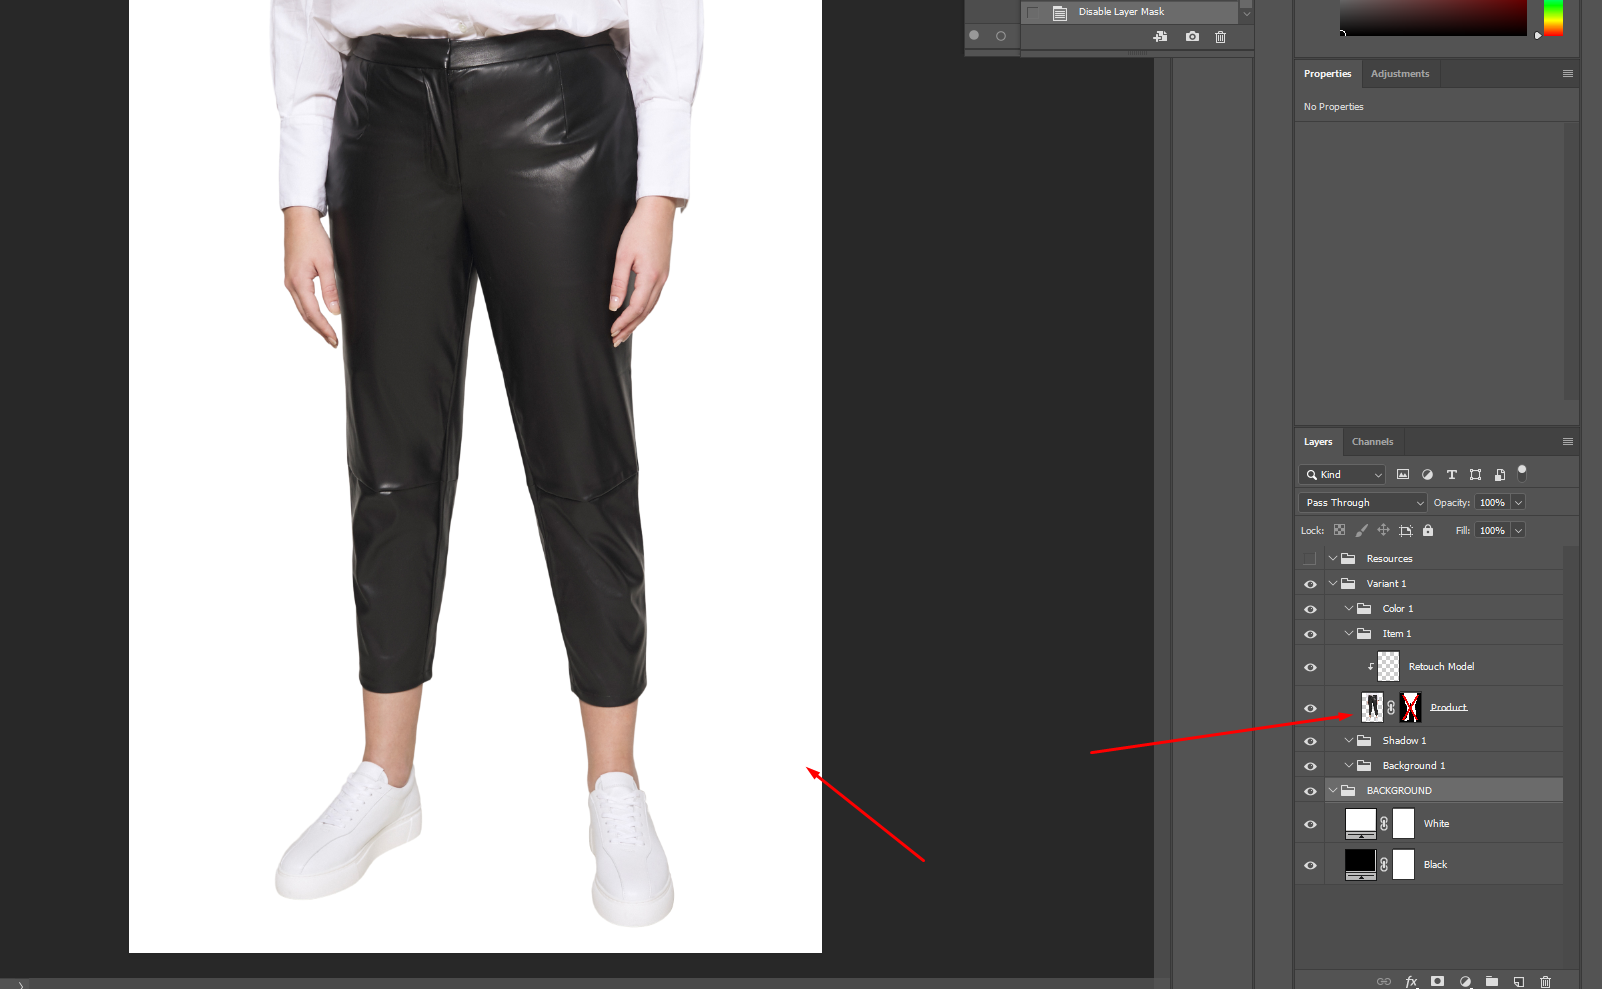 Disable Layer Mask
Properties
Adjustments
No Properties
Layers
Channels
Kind
Pass Through
Opacity: 100%
Lock:
Fill: 100%
Resources
Variant 1
Color 1
Item 1
Retouch Model
Product
Shadow 1
Background 1
BACKGROUND
White
Black
fx